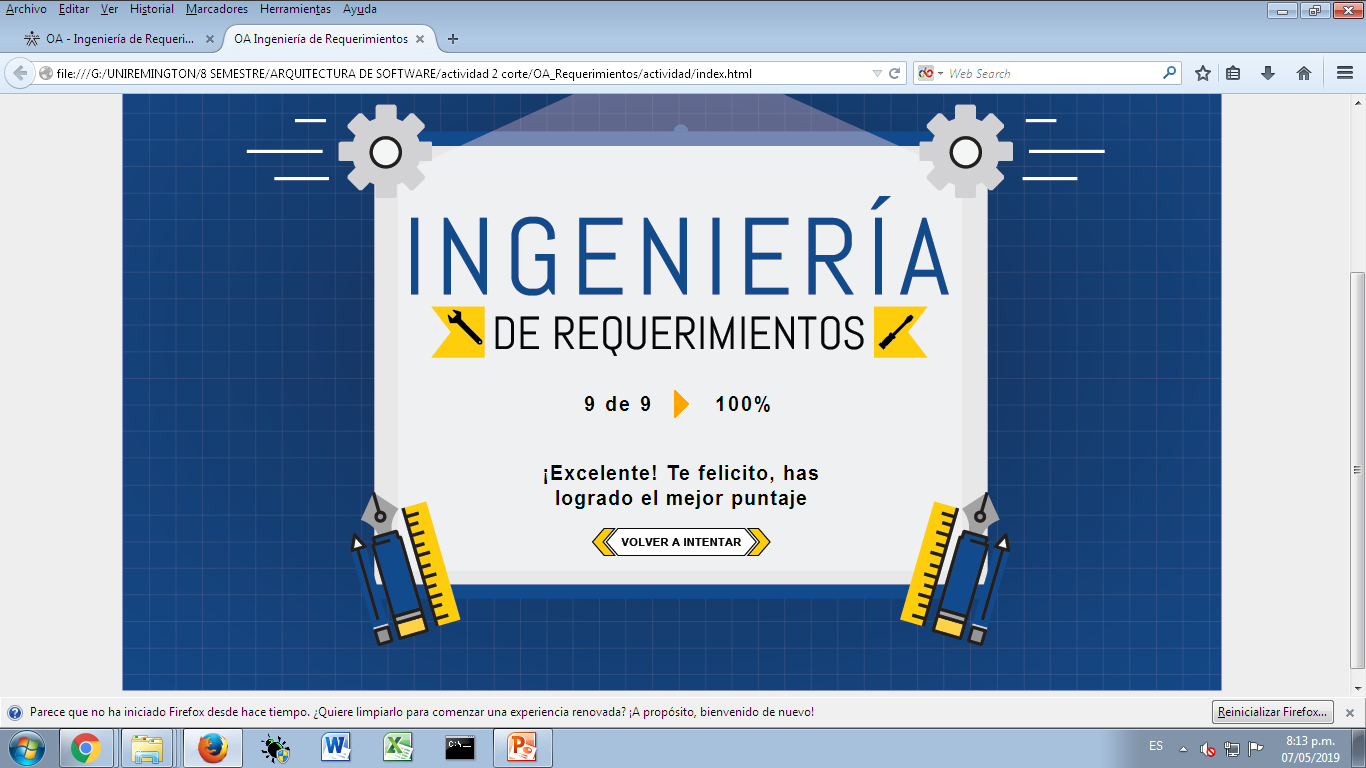 Archivo Editar Ver Historial Marcadores Herramientas Ayuda
OA - Ingeniería de Requeri... OA Ingeniería de Requerimientos
file:///G:/UNIREMINGTON/8 SEMESTRE/ARQUITECTURA DE SOFTWARE/actividad 2 corte/OA_Requerimientos/actividad/index.html Web Search
INGENIERÍA
DE REQUERIMIENTOS
9 de 9 100%
¡Excelente! Te felicito, has
logrado el mejor puntaje
VOLVER A INTENTAR
Parece que no ha iniciado Firefox desde hace tiempo. ¿Quiere limpiarlo para comenzar una experiencia renovada? ¡A propósito, bienvenido de nuevo! Reinicializar Firefox...
ES 8:13 p.m.
07/05/2019